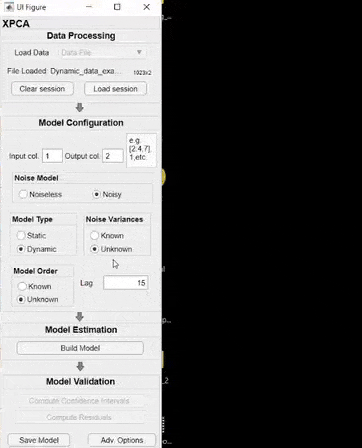 UI Figure
XPCA
Data Processing
Load Data Data File
File Loaded: Dynamic_data_exa... 1023x2
Clear session Load session
Model Configuration
Input col. 1 Output col. 2 e.g. [2:4,7], 1,etc.
Noise Model
Noiseless Noisy
Model Type Noise Variances
Static Known
Dynamic Unknown
Model Order
Known
Unknown
Lag 15
Model Estimation
Build Model
Model Validation
Compute Confidence Intervals
Compute Residuals
Save Model Adv. Options